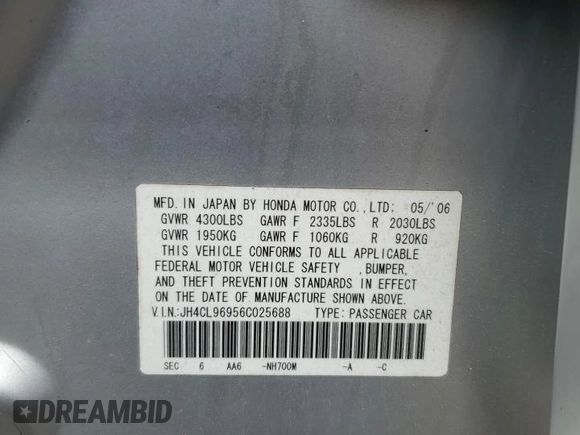 MFD. IN JAPAN BY HONDA MOTOR CO.,LTD: 05/'06
GVWR 4300LBS GAWR F 2335LBS R 2030LBS
GVWR 1950KG GAWR F 1060KG R 920KG
THIS VEHICLE CONFORMS TO ALL APPLICABLE
FEDERAL MOTOR VEHICLE SAFETY ,BUMPER,
AND THEFT PREVENTION STANDARDS IN EFFECT
ON THE DATE OF MANUFACTURE SHOWN ABOVE.
V.I.N.:JH4CL96956C025688 TYPE: PASSENGER CAR
SEC 6 AA6 -NH700M -A -C
DREAMBID